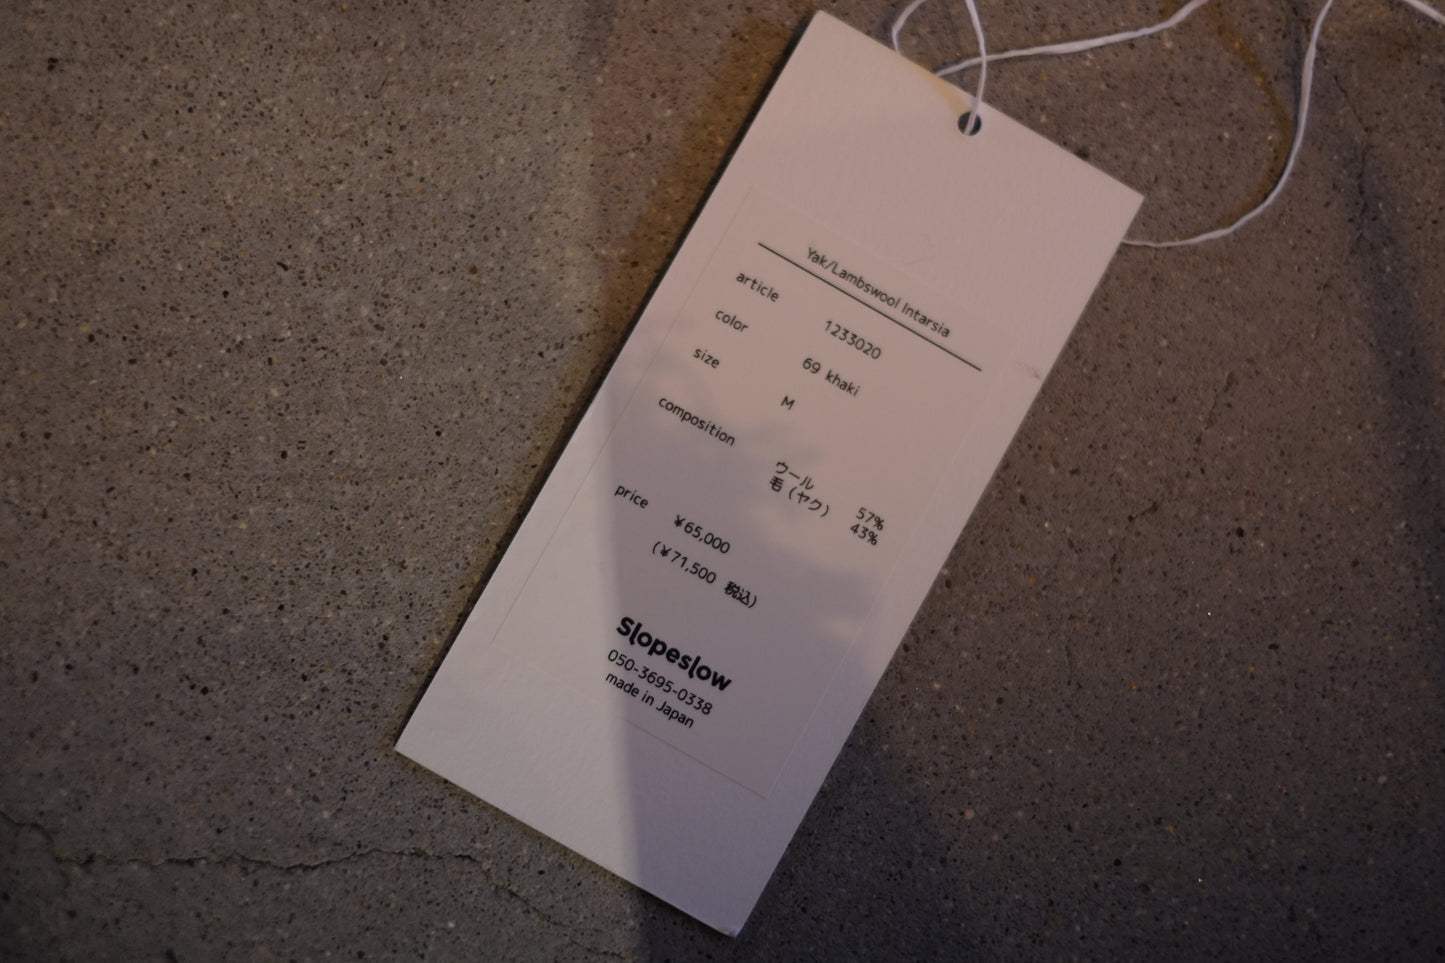 Yak/Lambswool Intarsia
article 1233020
color 69 khaki
size M
composition
ウール 57%
毛（ヤク） 43%
price ¥65,000
(¥71,500 税込)
Slopeslow
050-3695-0338
made in Japan